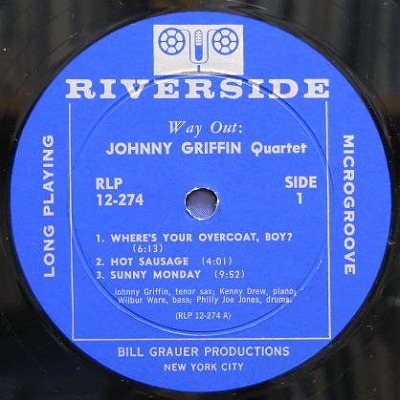 RIVERSIDE
Way Out:
JOHNNY GRIFFIN Quartet
RLP
12-274
SIDE
1
LONG PLAYING
MICROGROOVE
1. WHERE'S YOUR OVERCOAT, BOY?
(6:13)
2. HOT SAUSAGE (4:01)
3. SUNNY MONDAY (9:52)
Johnny Griffin, tenor sax; Kenny Drew, piano;
Wilbur Ware, bass; Philly Joe Jones, drums.
(RLP 12-274 A)
BILL GRAUER PRODUCTIONS
NEW YORK CITY